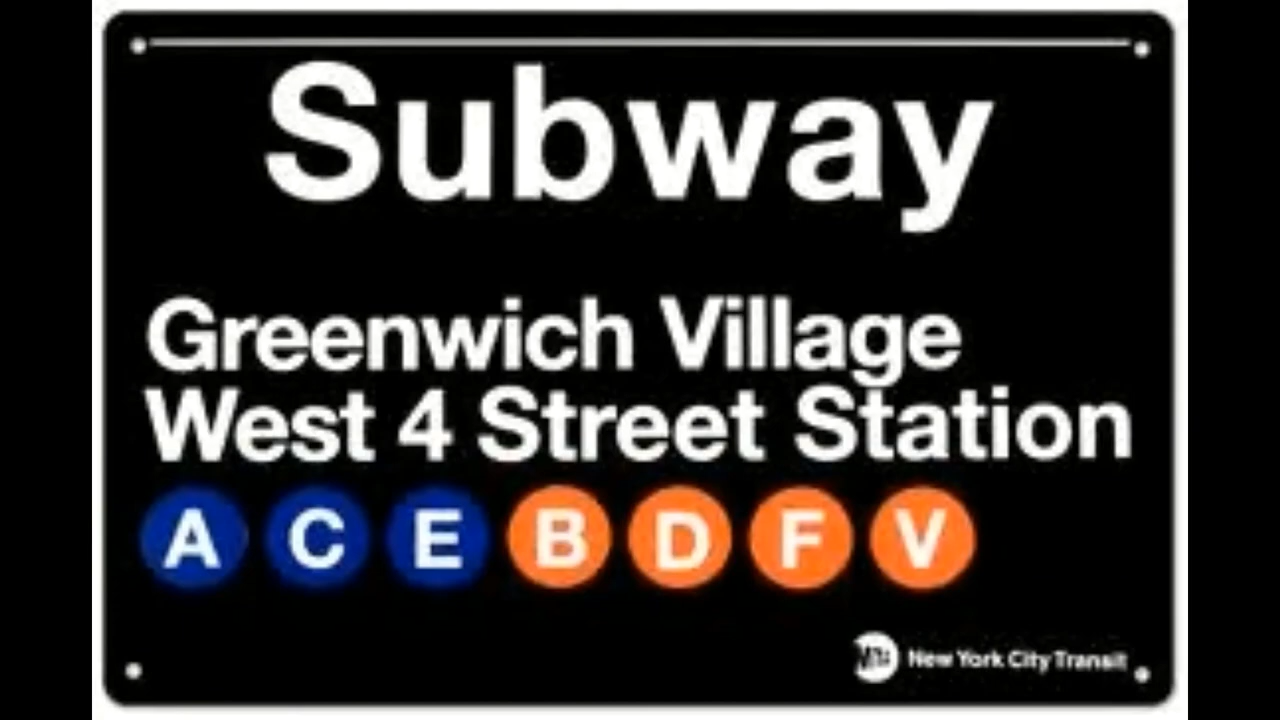 Subway
Greenwich Village
West 4 Street Station
A C E B D F V
New York City Transit